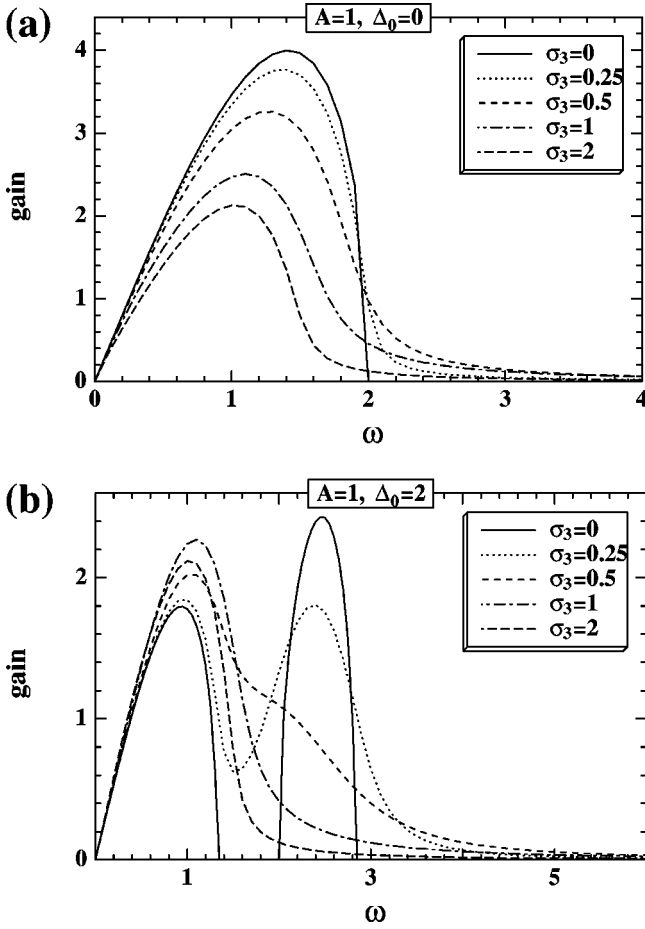 (a)
A=1, Δ₀=0
σ₃=0
σ₃=0.25
σ₃=0.5
σ₃=1
σ₃=2
gain
4
3
2
1
0
0 1 2 3 4
ω
(b)
A=1, Δ₀=2
σ₃=0
σ₃=0.25
σ₃=0.5
σ₃=1
σ₃=2
gain
2
1
0
1 3 5
ω